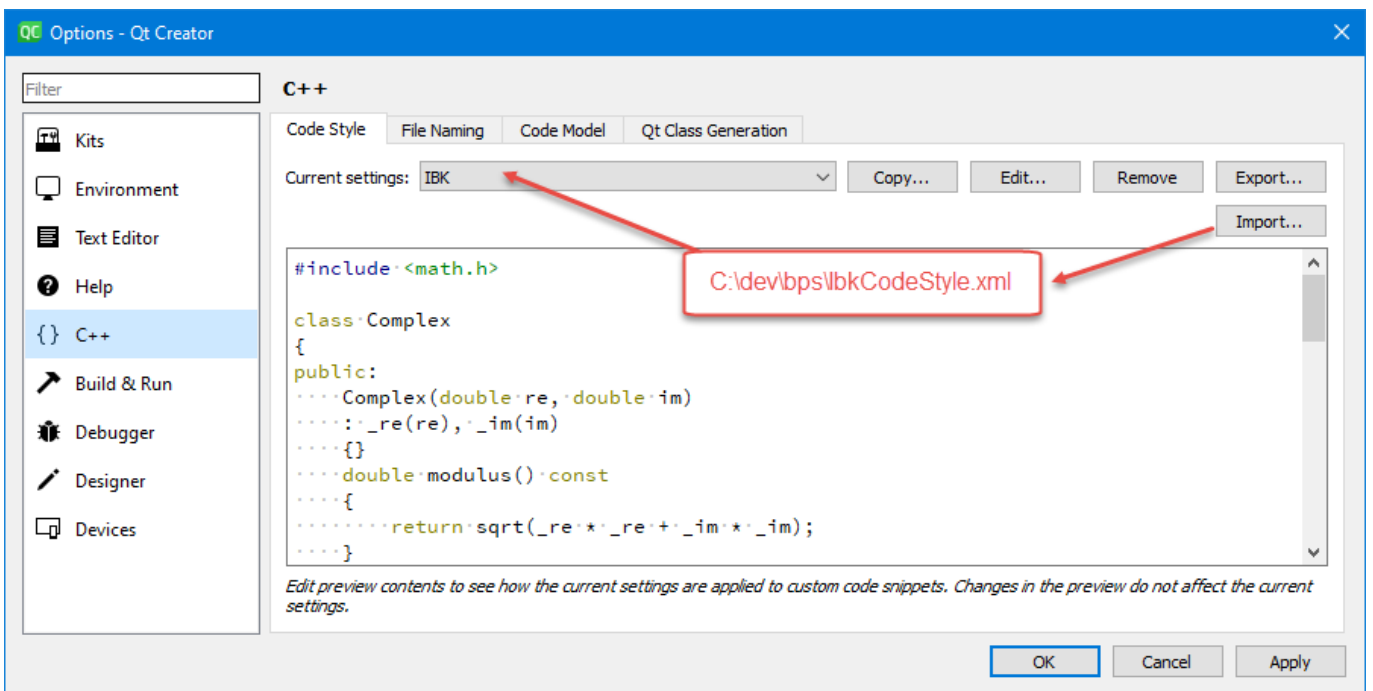 QC Options - Qt Creator
Filter
Kits
Environment
Text Editor
Help
{} C++
Build & Run
Debugger
Designer
Devices
C++
Code Style File Naming Code Model Qt Class Generation
Current settings: IBK Copy... Edit... Remove Export...
Import...
C:\dev\bps\IbkCodeStyle.xml
#include <math.h>
class Complex
{
public:
····Complex(double·re,·double·im)
····:·_re(re),·_im(im)
····{}
····double·modulus()·const
····{
········return·sqrt(_re·*·_re·+·_im·*·_im);
····}
Edit preview contents to see how the current settings are applied to custom code snippets. Changes in the preview do not affect the current
settings.
OK Cancel Apply